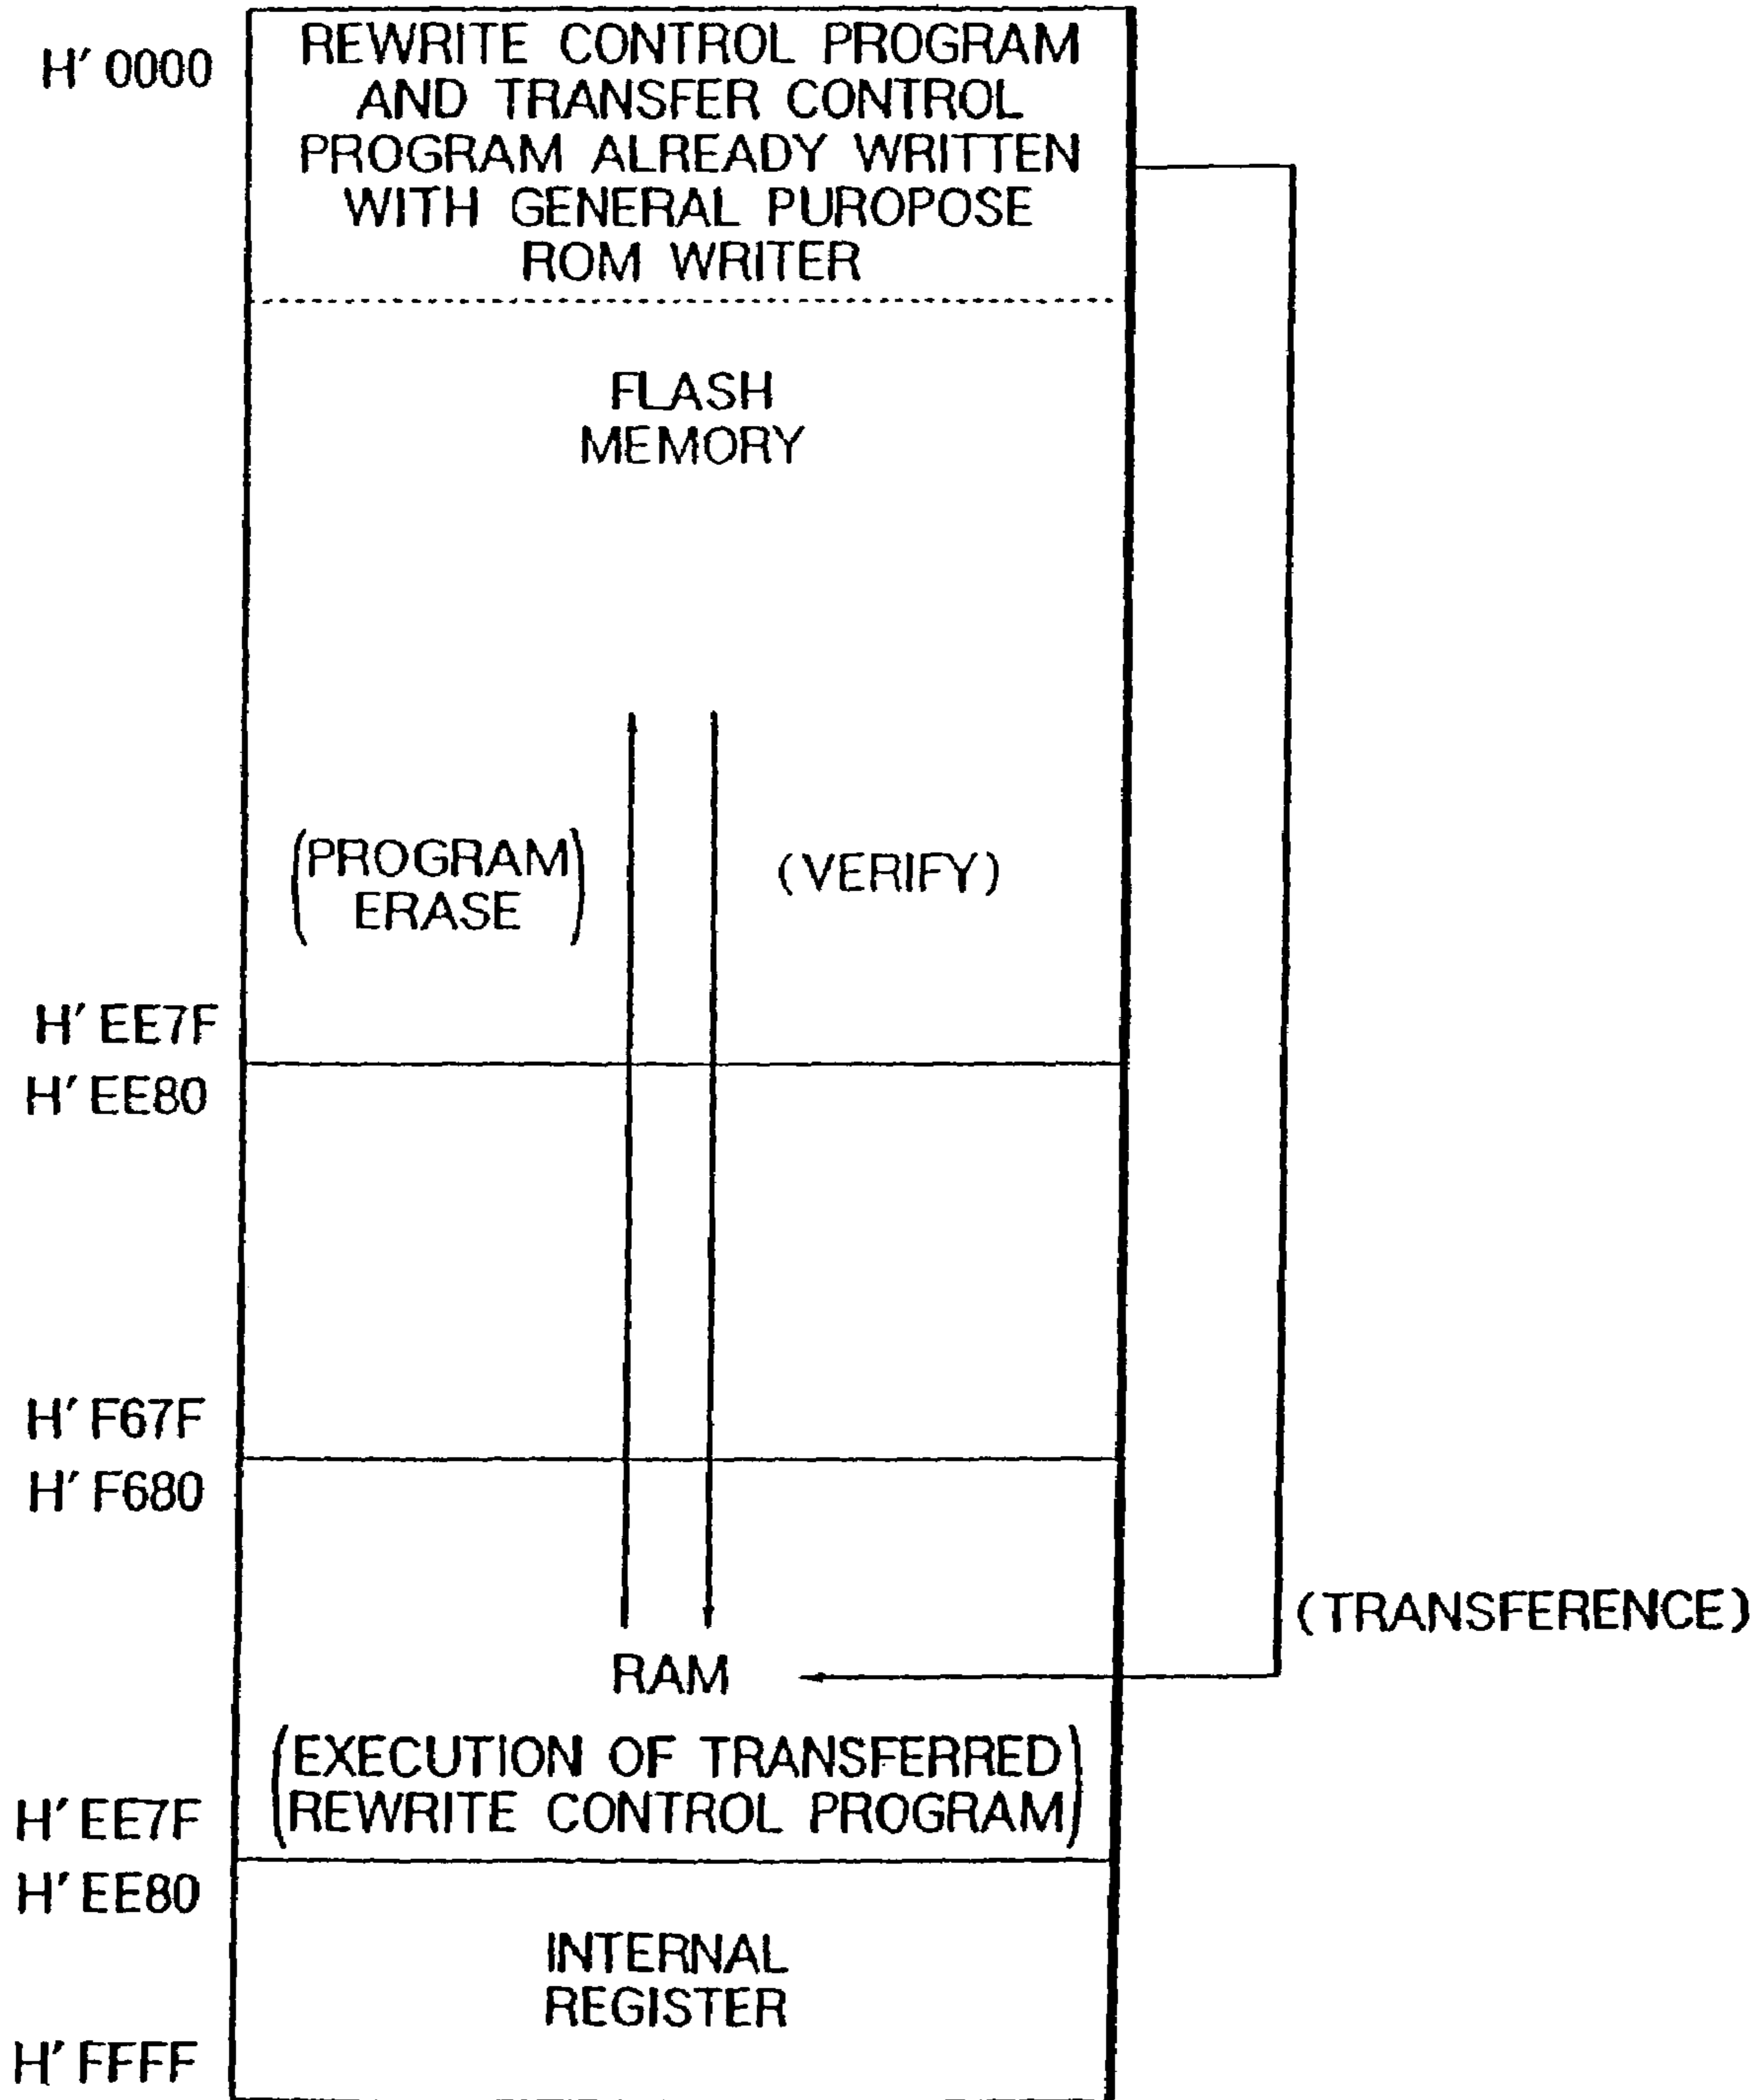 H' 0000
REWRITE CONTROL PROGRAM
AND TRANSFER CONTROL
PROGRAM ALREADY WRITTEN
WITH GENERAL PUROPOSE
ROM WRITER
FLASH
MEMORY
(PROGRAM
ERASE)
(VERIFY)
H' EE7F
H' EE80
H' F67F
H' F680
(TRANSFERENCE)
RAM
(EXECUTION OF TRANSFERRED
REWRITE CONTROL PROGRAM)
H' EE7F
H' EE80
INTERNAL
REGISTER
H' FFFF